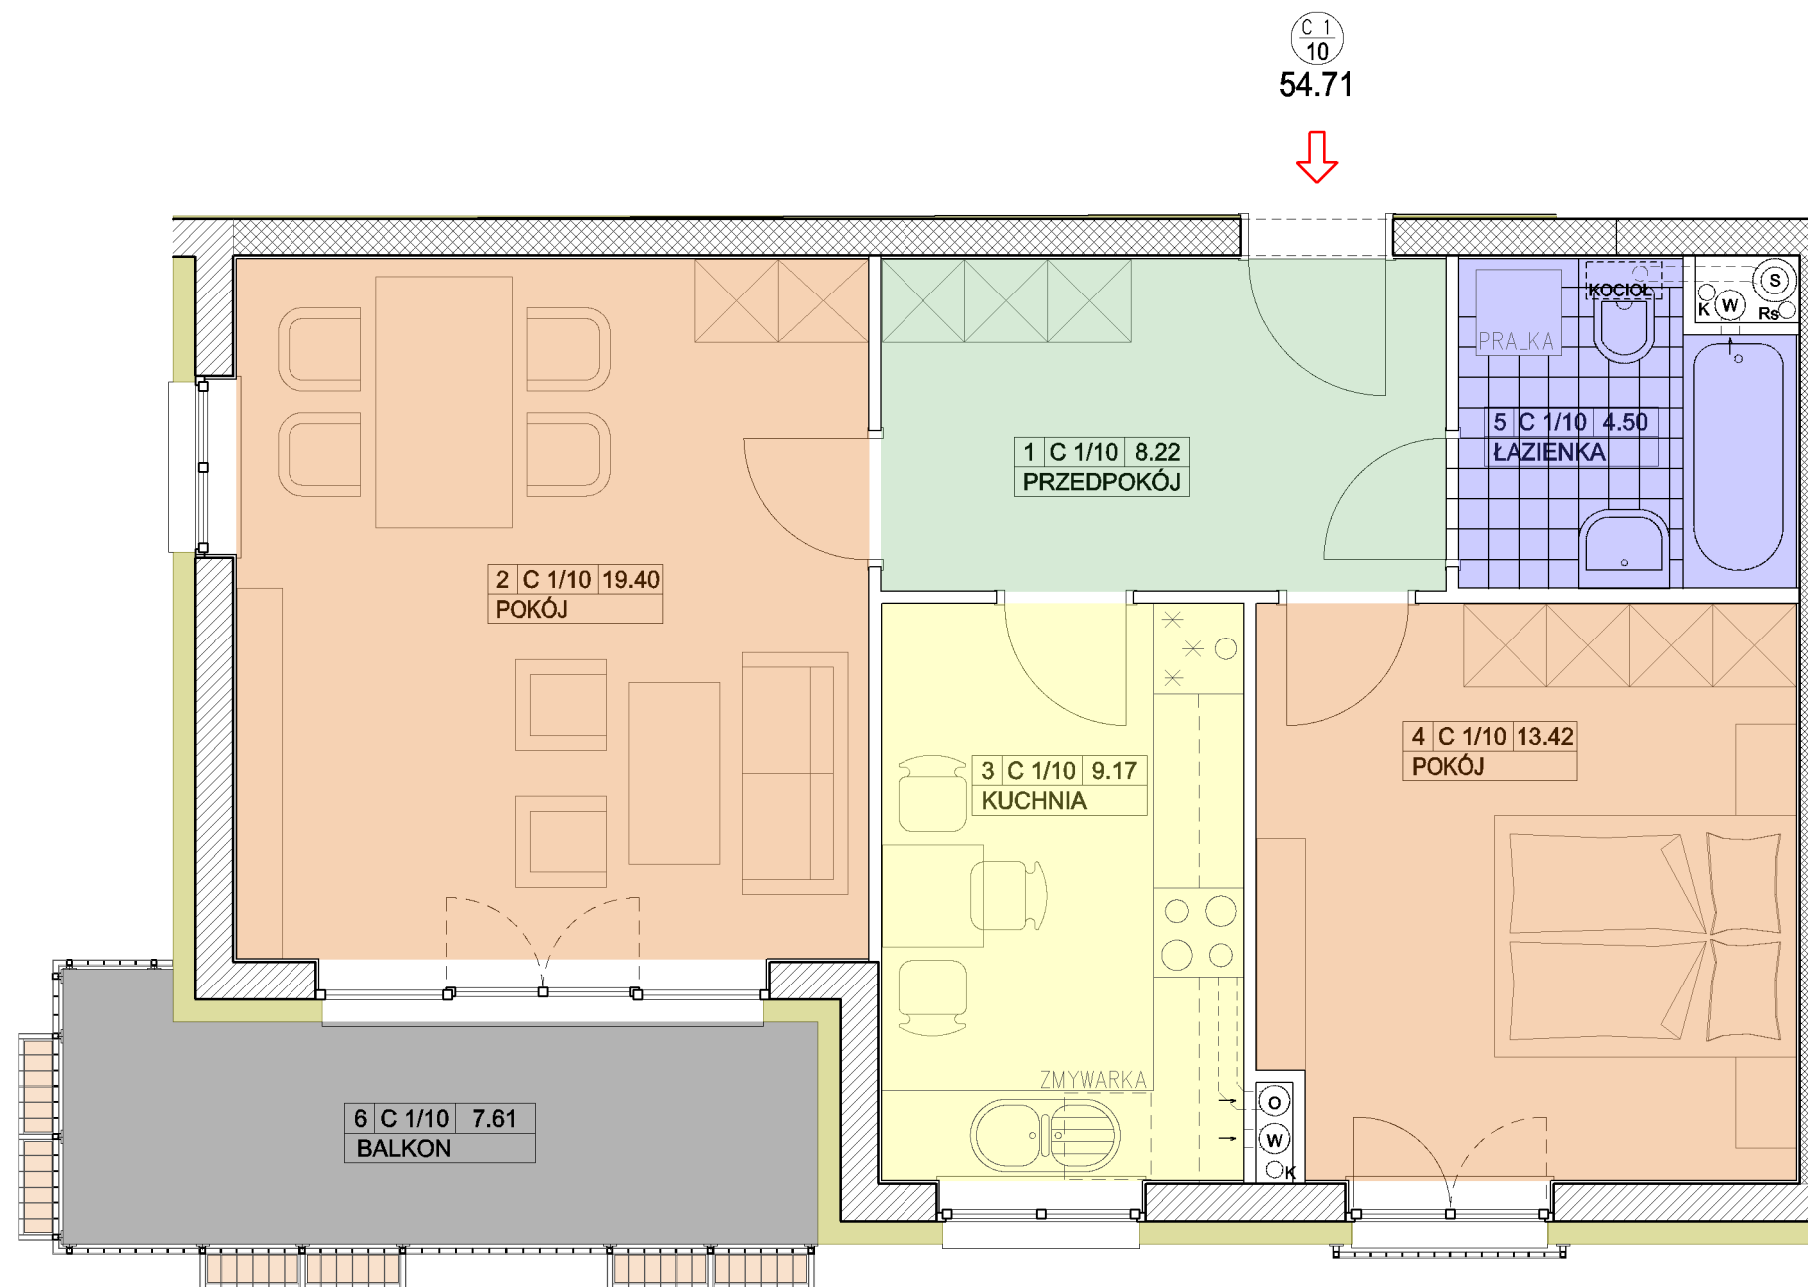 C 1
10
54.71
KOCIOŁ
S
K
W
Rs
PRA_KA
5 C 1/10 4.50
ŁAZIENKA
1 C 1/10 8.22
PRZEDPOKÓJ
2 C 1/10 19.40
POKÓJ
4 C 1/10 13.42
POKÓJ
3 C 1/10 9.17
KUCHNIA
ZMYWARKA
O
W
K
6 C 1/10 7.61
BALKON